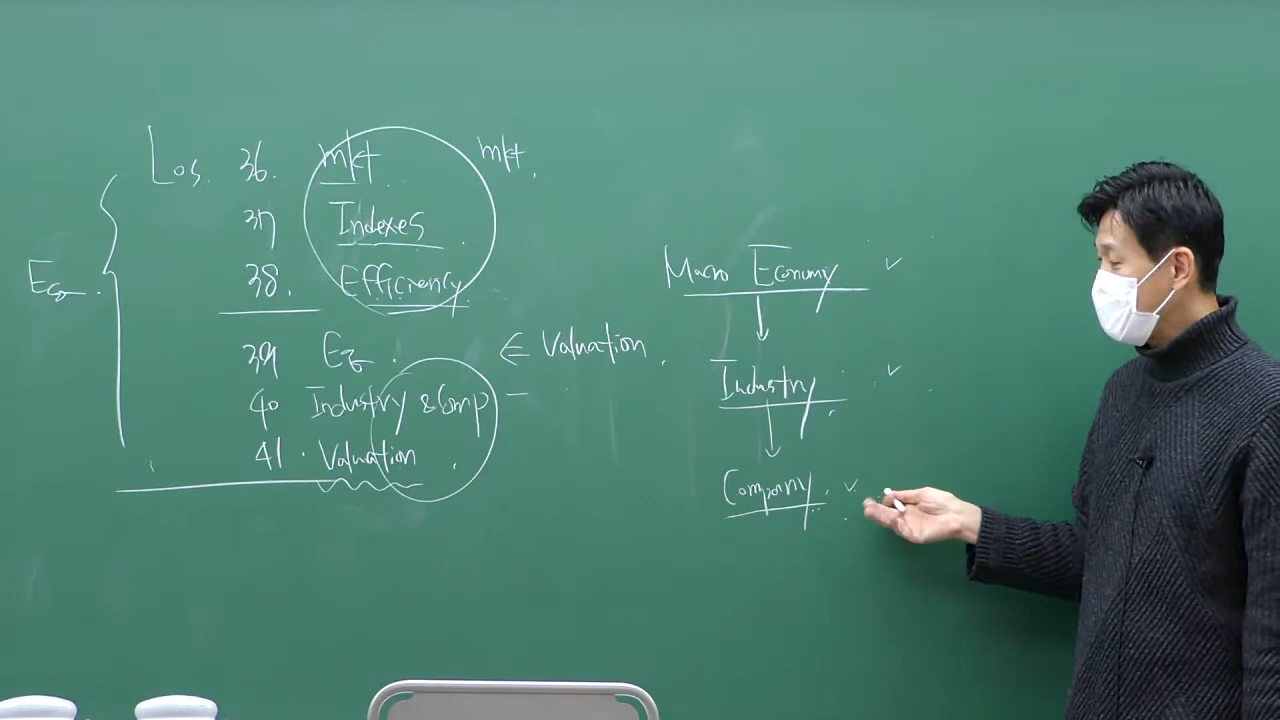 Los. 36. mkt mkt.
37 Indexes
38. Efficiency
Eq.
39 Eq. ⇐ Valuation.
40 Industry & Comp –
41. Valuation
Macro Economy ✓
↓
Industry ✓
↓
Company ✓